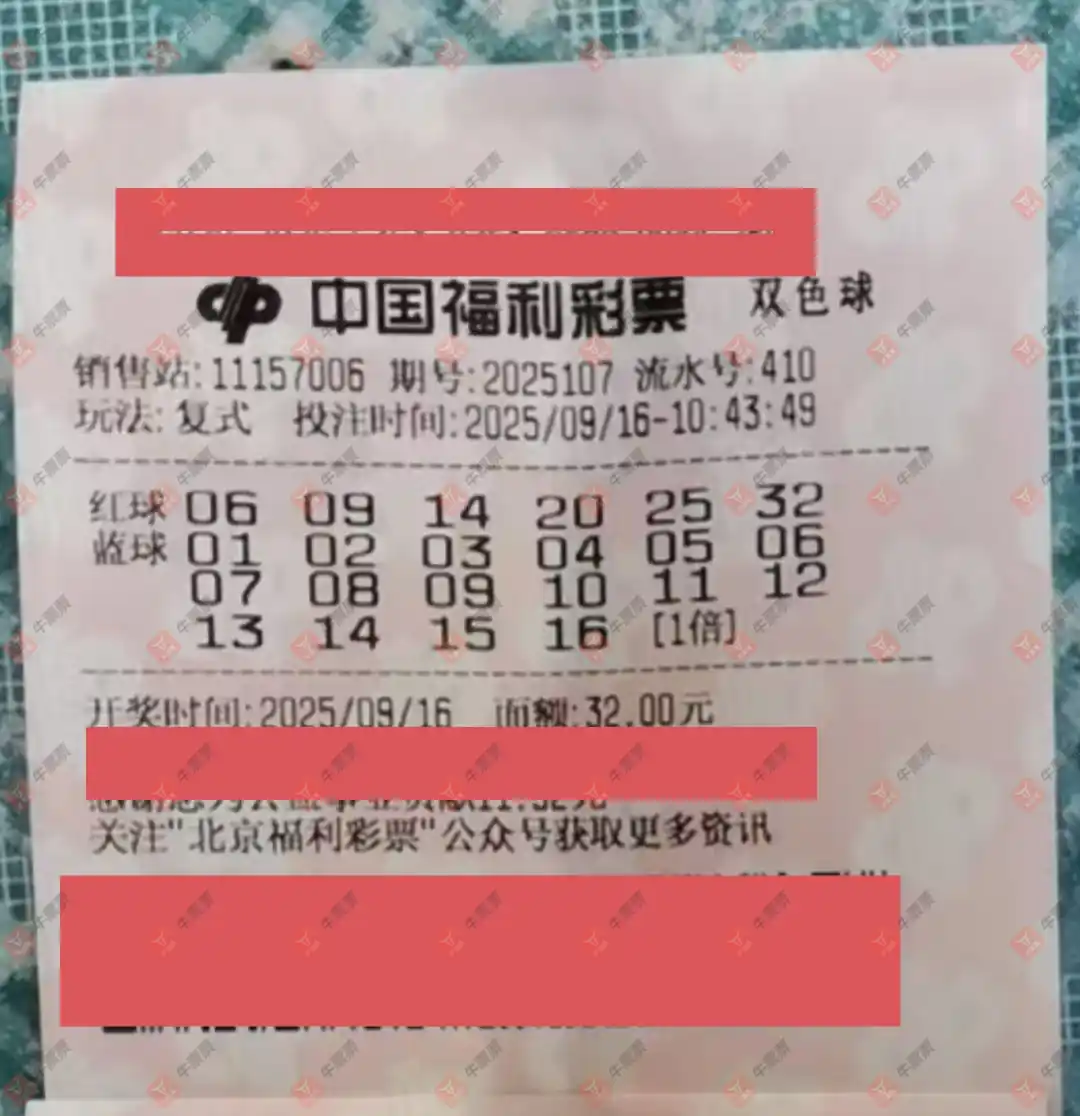 中国福利彩票 双色球
销售站:11157006 期号:2025107 流水号:410
玩法:复式 投注时间:2025/09/16-10:43:49
红球 06 09 14 20 25 32
蓝球 01 02 03 04 05 06
07 08 09 10 11 12
13 14 15 16 [1倍]
开奖时间:2025/09/16 面额:32.00元
关注"北京福利彩票"公众号获取更多资讯
牛票票